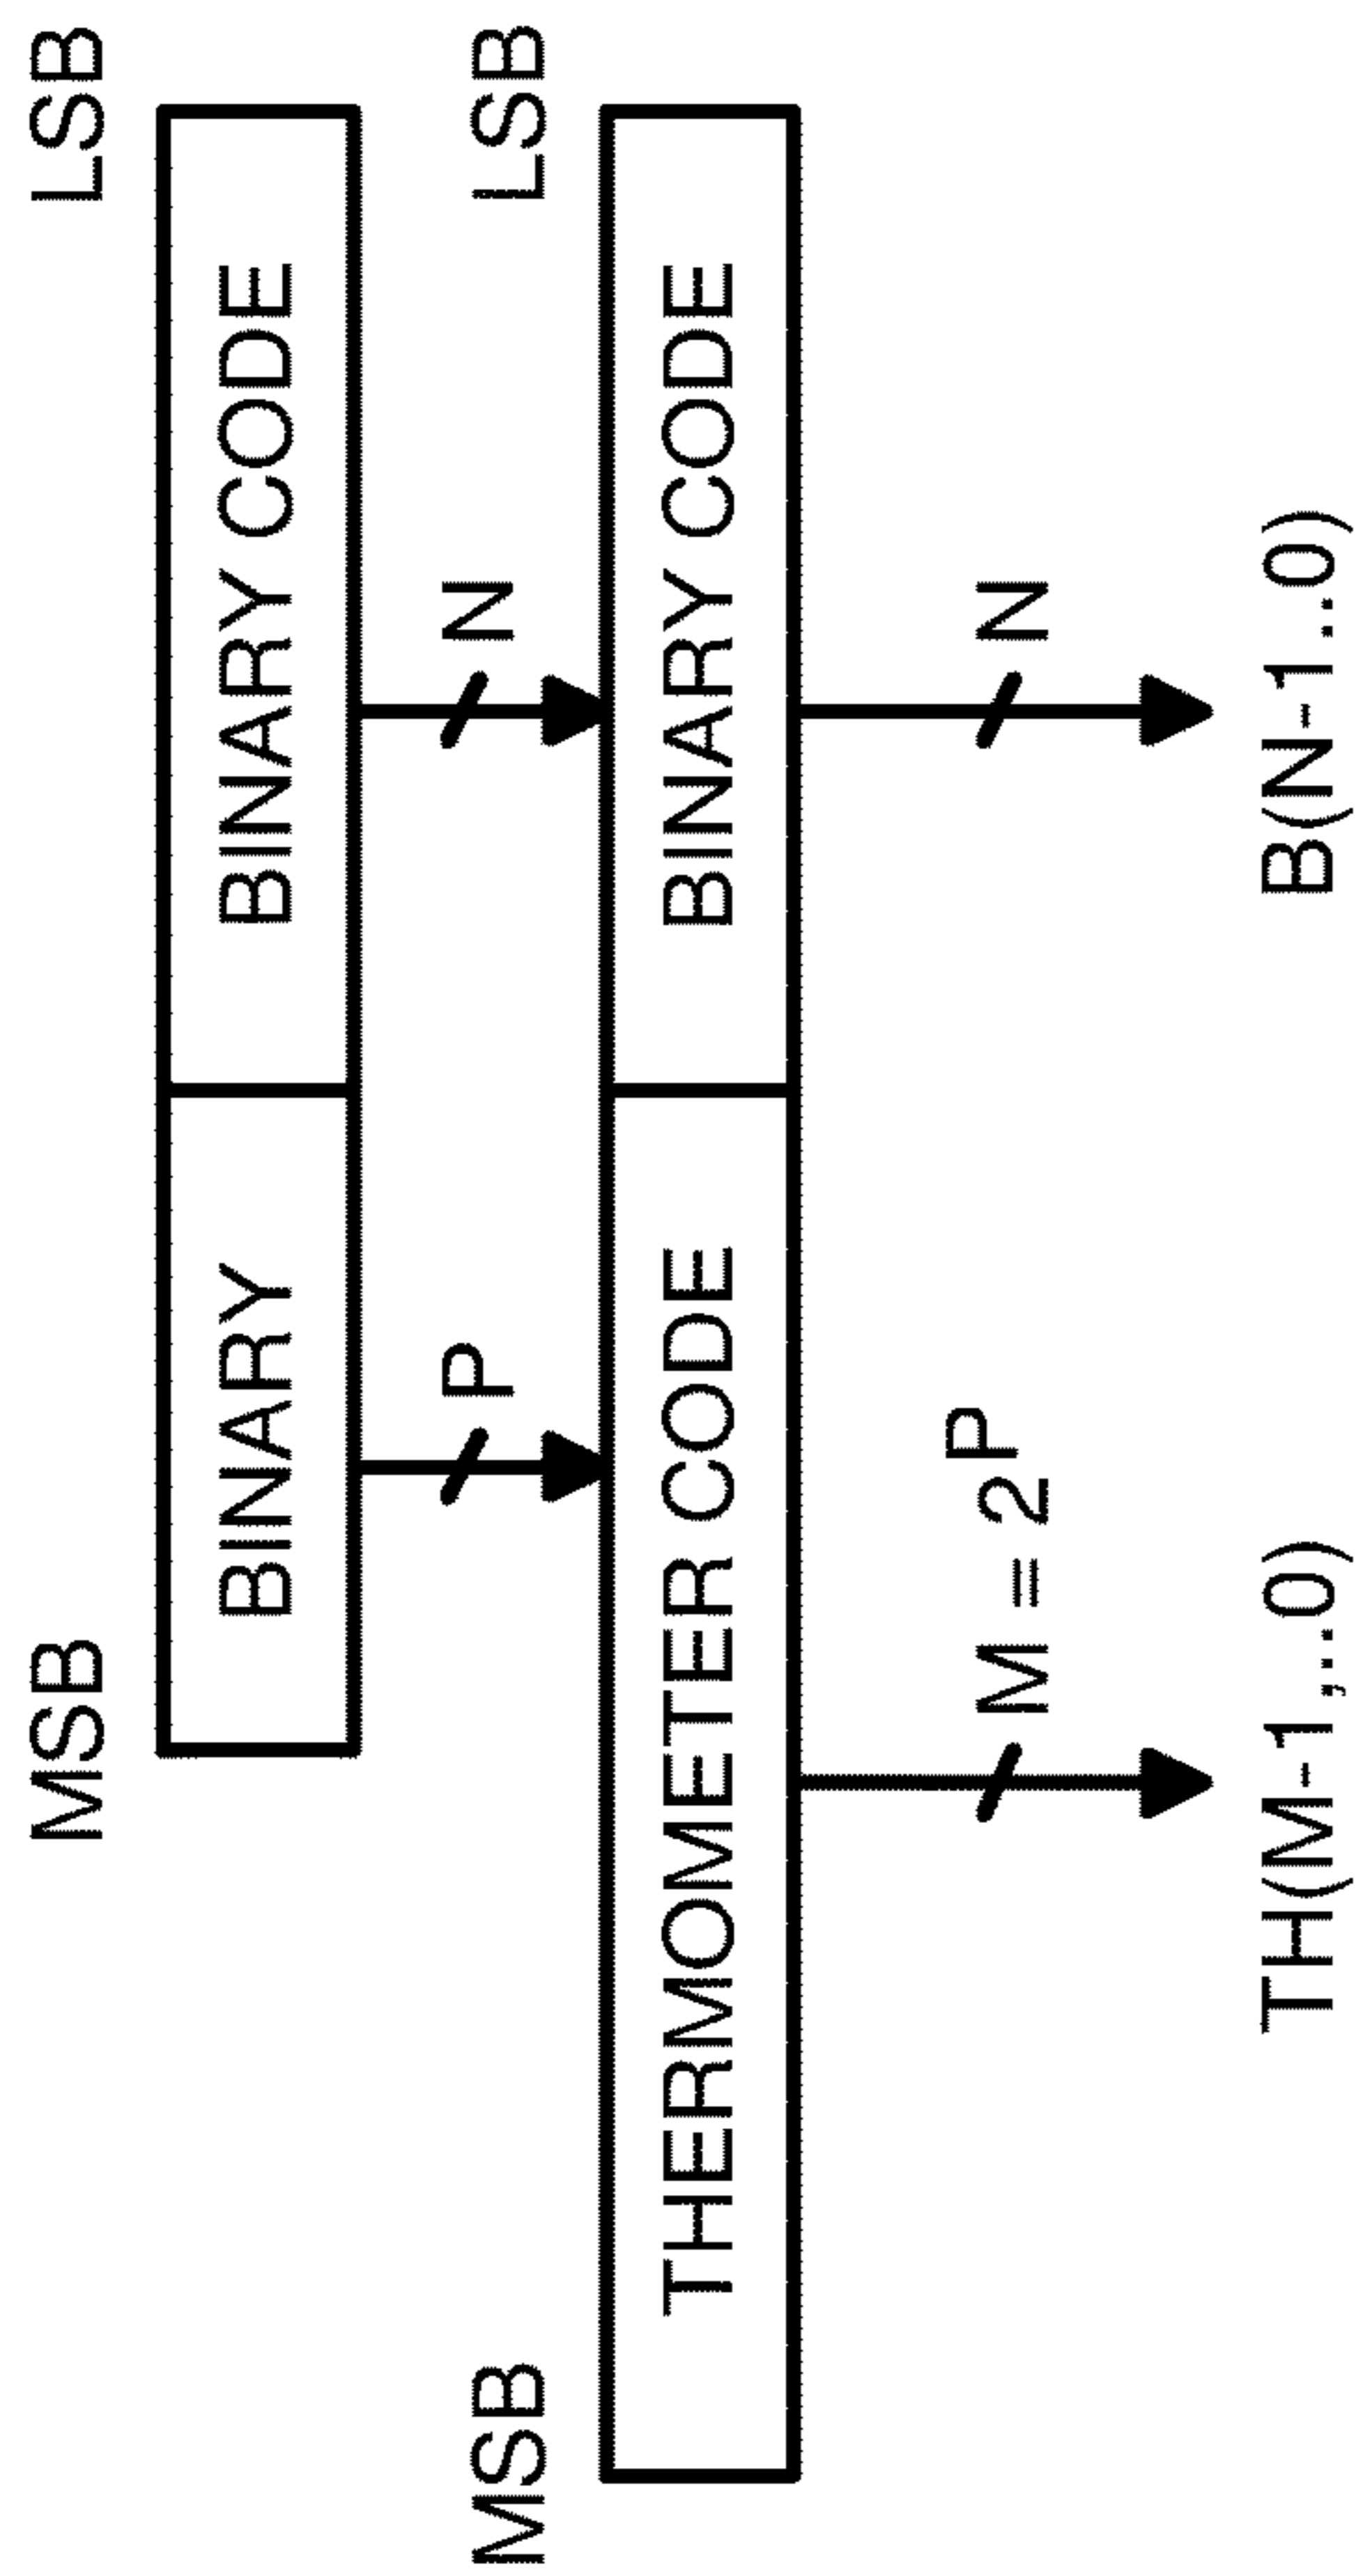 MSB LSB
BINARY BINARY CODE
P N
MSB LSB
THERMOMETER CODE BINARY CODE
M = 2^P N
TH(M-1,..0) B(N-1..0)